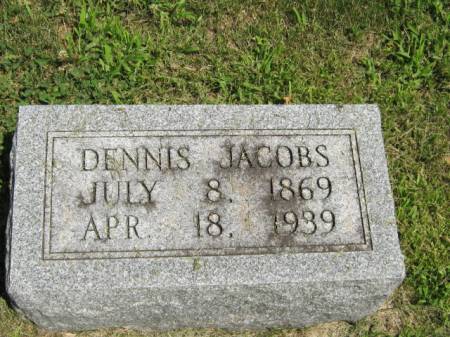 DENNIS JACOBS
JULY 8, 1869
APR. 18, 1939